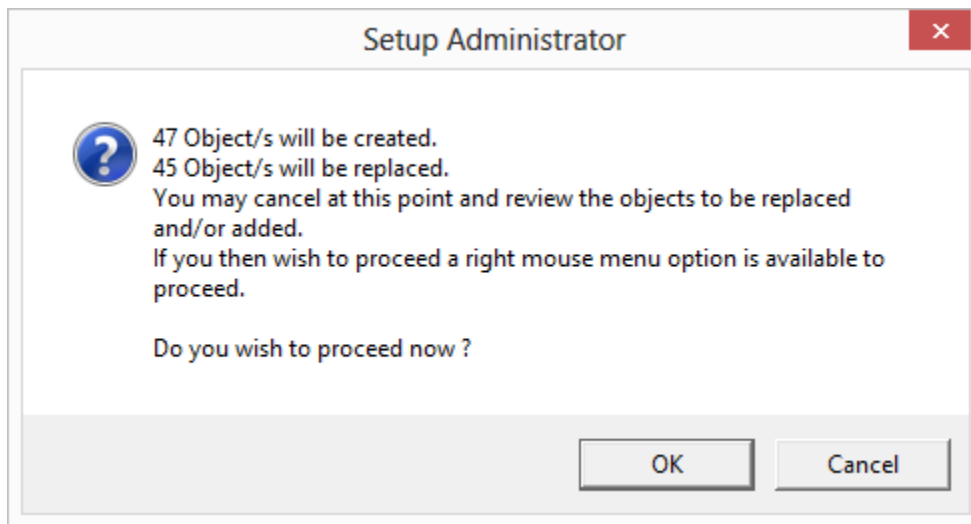 Setup Administrator
47 Object/s will be created.
45 Object/s will be replaced.
You may cancel at this point and review the objects to be replaced
and/or added.
If you then wish to proceed a right mouse menu option is available to
proceed.
Do you wish to proceed now ?
OK
Cancel